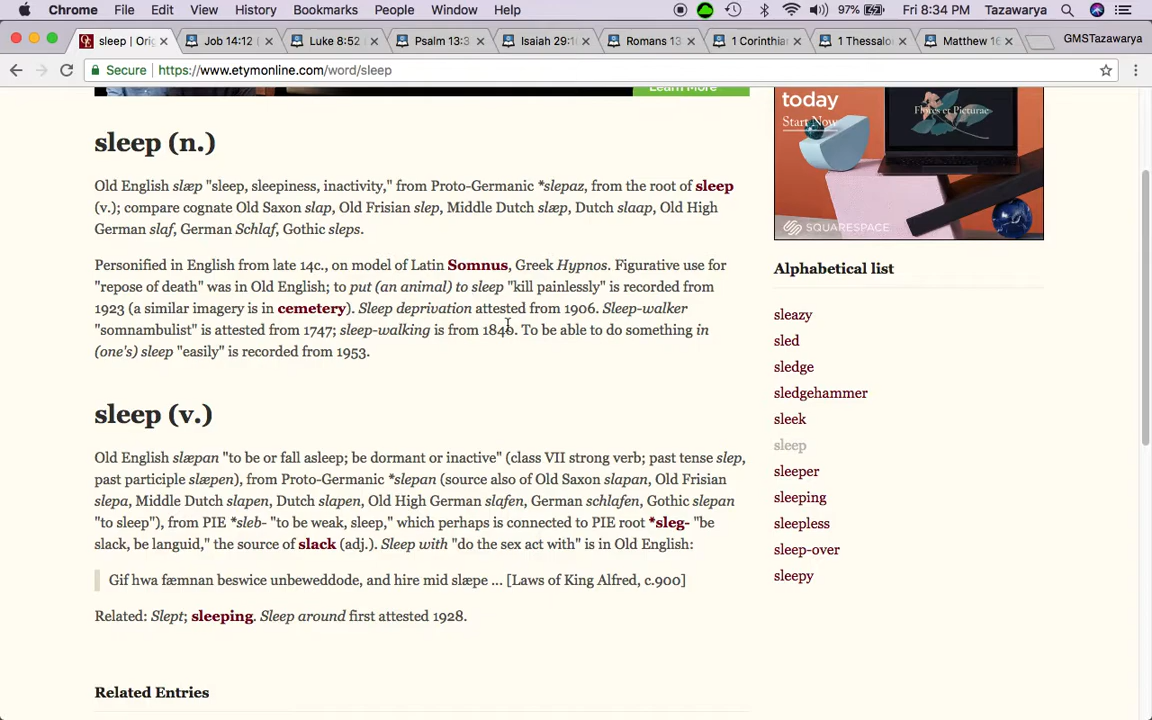 Chrome File Edit View History Bookmarks People Window Help 97% Fri 8:34 PM Tazawarya
sleep | Orig Job 14:12 Luke 8:52 Psalm 13:3 Isaiah 29:1 Romans 13 1 Corinthian 1 Thessalo Matthew 16 GMSTazawarya
Secure https://www.etymonline.com/word/sleep
Learn More
today
Start Now
Flores et Picturae
SQUARESPACE
sleep (n.)
Old English slæp "sleep, sleepiness, inactivity," from Proto-Germanic *slepaz, from the root of sleep
(v.); compare cognate Old Saxon slap, Old Frisian slep, Middle Dutch slæp, Dutch slaap, Old High
German slaf, German Schlaf, Gothic sleps.
Personified in English from late 14c., on model of Latin Somnus, Greek Hypnos. Figurative use for
"repose of death" was in Old English; to put (an animal) to sleep "kill painlessly" is recorded from
1923 (a similar imagery is in cemetery). Sleep deprivation attested from 1906. Sleep-walker
"somnambulist" is attested from 1747; sleep-walking is from 1840. To be able to do something in
(one's) sleep "easily" is recorded from 1953.
sleep (v.)
Old English slæpan "to be or fall asleep; be dormant or inactive" (class VII strong verb; past tense slep,
past participle slæpen), from Proto-Germanic *slepan (source also of Old Saxon slapan, Old Frisian
slepa, Middle Dutch slapen, Dutch slapen, Old High German slafen, German schlafen, Gothic slepan
"to sleep"), from PIE *sleb- "to be weak, sleep," which perhaps is connected to PIE root *sleg- "be
slack, be languid," the source of slack (adj.). Sleep with "do the sex act with" is in Old English:
Gif hwa fæmnan beswice unbeweddode, and hire mid slæpe ... [Laws of King Alfred, c.900]
Related: Slept; sleeping. Sleep around first attested 1928.
Related Entries
Alphabetical list
sleazy
sled
sledge
sledgehammer
sleek
sleep
sleeper
sleeping
sleepless
sleep-over
sleepy